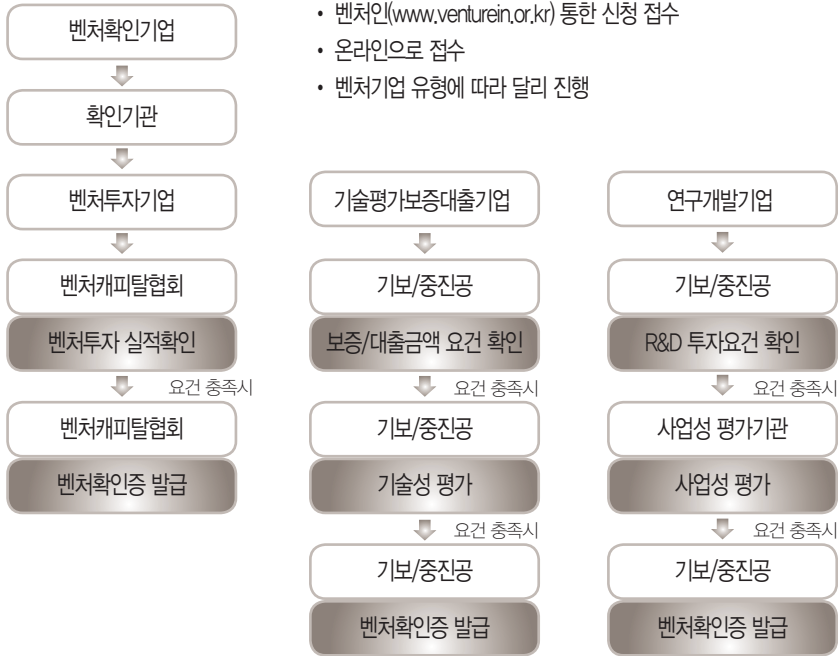 벤처확인기업
• 벤처인(www.venturein.or.kr) 통한 신청 접수
• 온라인으로 접수
• 벤처기업 유형에 따라 달리 진행
확인기관
벤처투자기업
벤처캐피탈협회
벤처투자 실적확인
요건 충족시
벤처캐피탈협회
벤처확인증 발급
기술평가보증대출기업
기보/중진공
보증/대출금액 요건 확인
요건 충족시
기보/중진공
기술성 평가
요건 충족시
기보/중진공
벤처확인증 발급
연구개발기업
기보/중진공
R&D 투자요건 확인
요건 충족시
사업성 평가기관
사업성 평가
요건 충족시
기보/중진공
벤처확인증 발급